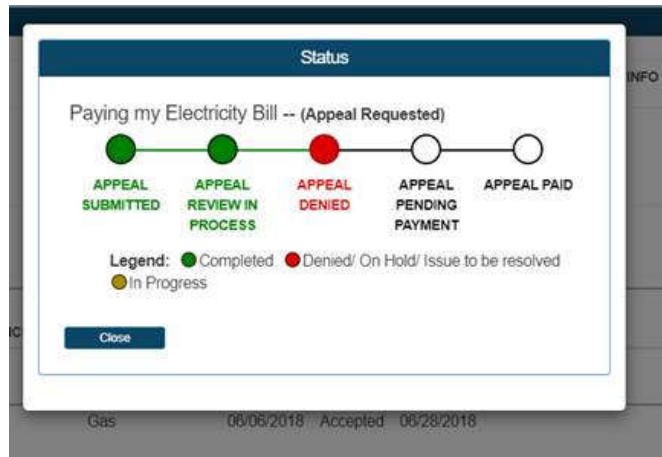 Status
INFO
Paying my Electricity Bill -- (Appeal Requested)
APPEAL SUBMITTED
APPEAL REVIEW IN PROCESS
APPEAL DENIED
APPEAL PENDING PAYMENT
APPEAL PAID
Legend: Completed Denied/ On Hold/ Issue to be resolved
In Progress
Close
Gas 06/06/2018 Accepted 06/28/2018